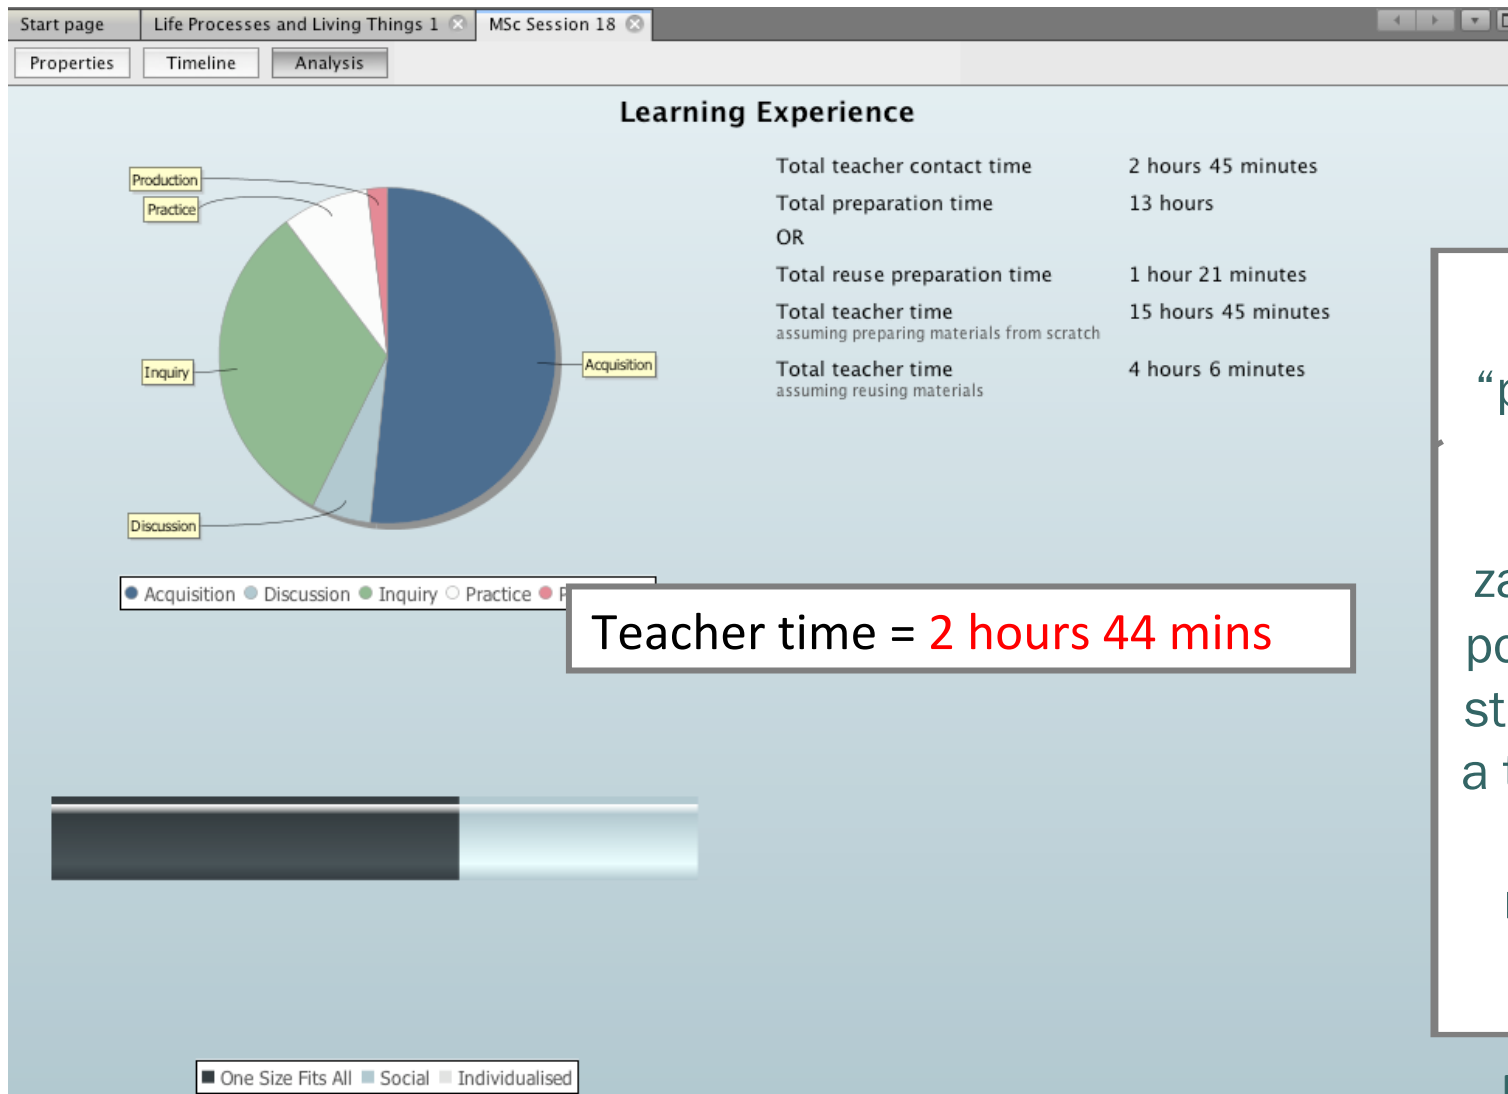 Start page Life Processes and Living Things 1 MSc Session 18
Properties Timeline Analysis
Learning Experience
Production
Practice
Inquiry
Discussion
Acquisition
Total teacher contact time 2 hours 45 minutes
Total preparation time 13 hours
OR
Total reuse preparation time 1 hour 21 minutes
Total teacher time 15 hours 45 minutes
assuming preparing materials from scratch
Total teacher time 4 hours 6 minutes
assuming reusing materials
Acquisition Discussion Inquiry Practice
Teacher time = 2 hours 44 mins
One Size Fits All Social Individualised
a